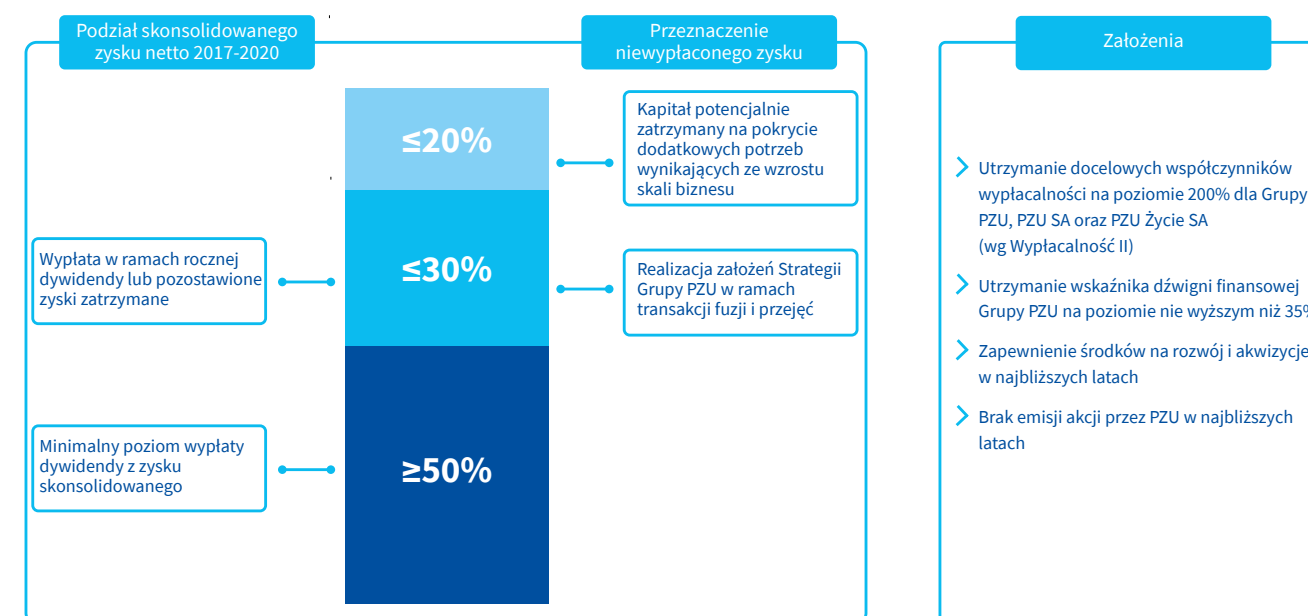 Podział skonsolidowanego
zysku netto 2017-2020
Przeznaczenie
niewypłaconego zysku
≤20%
Kapitał potencjalnie
zatrzymany na pokrycie
dodatkowych potrzeb
wynikających ze wzrostu
skali biznesu
Wypłata w ramach rocznej
dywidendy lub pozostawione
zyski zatrzymane
≤30%
Realizacja założeń Strategii
Grupy PZU w ramach
transakcji fuzji i przejęć
Minimalny poziom wypłaty
dywidendy z zysku
skonsolidowanego
≥50%
Założenia
Utrzymanie docelowych współczynników
wypłacalności na poziomie 200% dla Grupy
PZU, PZU SA oraz PZU Życie SA
(wg Wypłacalność II)
Utrzymanie wskaźnika dźwigni finansowej
Grupy PZU na poziomie nie wyższym niż 35%
Zapewnienie środków na rozwój i akwizycje
w najbliższych latach
Brak emisji akcji przez PZU w najbliższych
latach